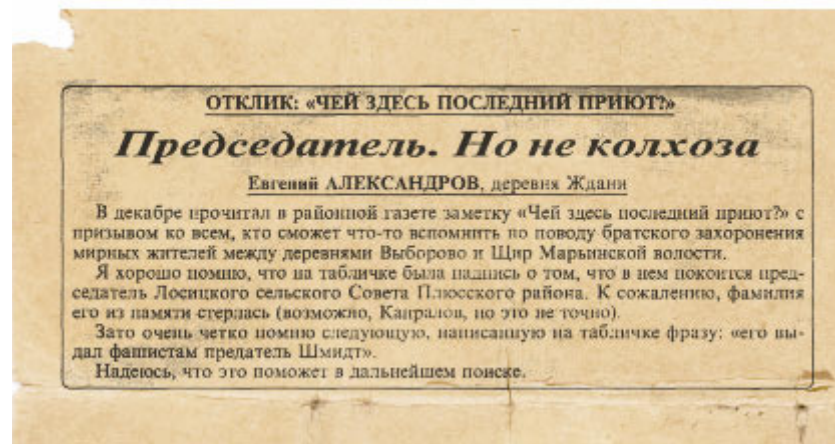 ОТКЛИК: «ЧЕЙ ЗДЕСЬ ПОСЛЕДНИЙ ПРИЮТ?»
Председатель. Но не колхоза
Евгений АЛЕКСАНДРОВ, деревня Ждани
В декабре прочитал в районной газете заметку «Чей здесь последний приют?» с
призывом ко всем, кто сможет что-то вспомнить по поводу братского захоронения
мирных жителей между деревнями Выборово и Щир Марьинской волости.
Я хорошо помню, что на табличке была надпись о том, что в нем покоится пред-
седатель Лосицкого сельского Совета Плюсского района. К сожалению, фамилия
его из памяти стерлась (возможно, Капралов, но это не точно).
Зато очень четко помню следующую, написанную на табличке фразу: «его вы-
дал фашистам предатель Шмидт».
Надеюсь, что это поможет в дальнейшем поиске.